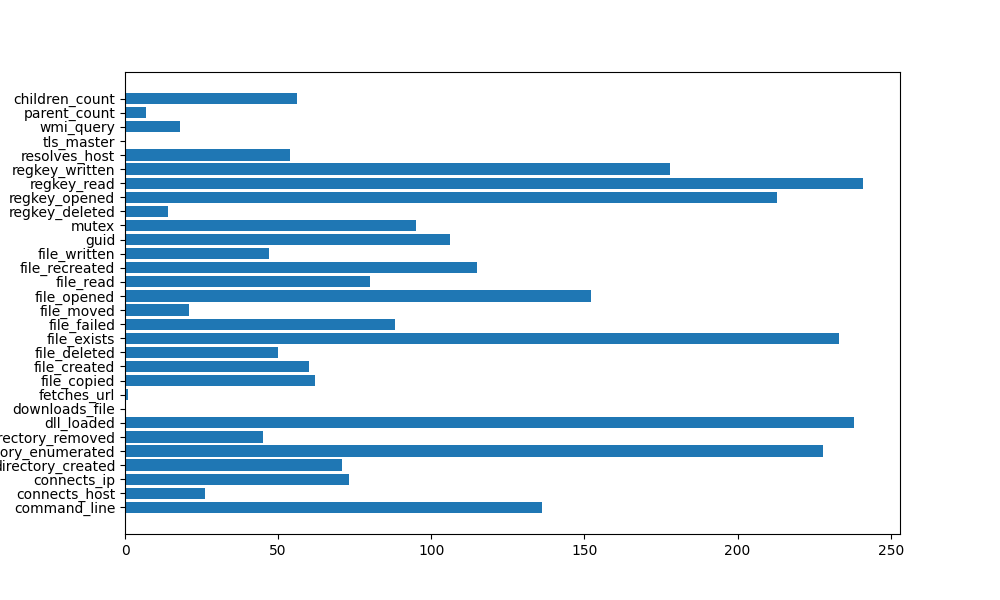 children_count
parent_count
wmi_query
tls_master
resolves_host
regkey_written
regkey_read
regkey_opened
regkey_deleted
mutex
guid
file_written
file_recreated
file_read
file_opened
file_moved
file_failed
file_exists
file_deleted
file_created
file_copied
fetches_url
downloads_file
dll_loaded
rectory_removed
ory_enumerated
directory_created
connects_ip
connects_host
command_line
0 50 100 150 200 250